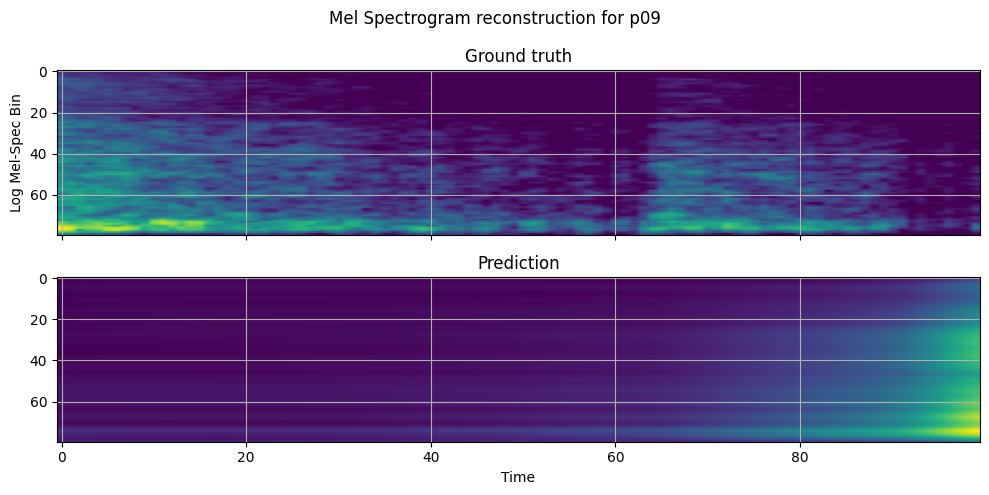 Mel Spectrogram reconstruction for p09
Ground truth
Log Mel-Spec Bin
0
20
40
60
Prediction
0
20
40
60
0 20 40 60 80
Time